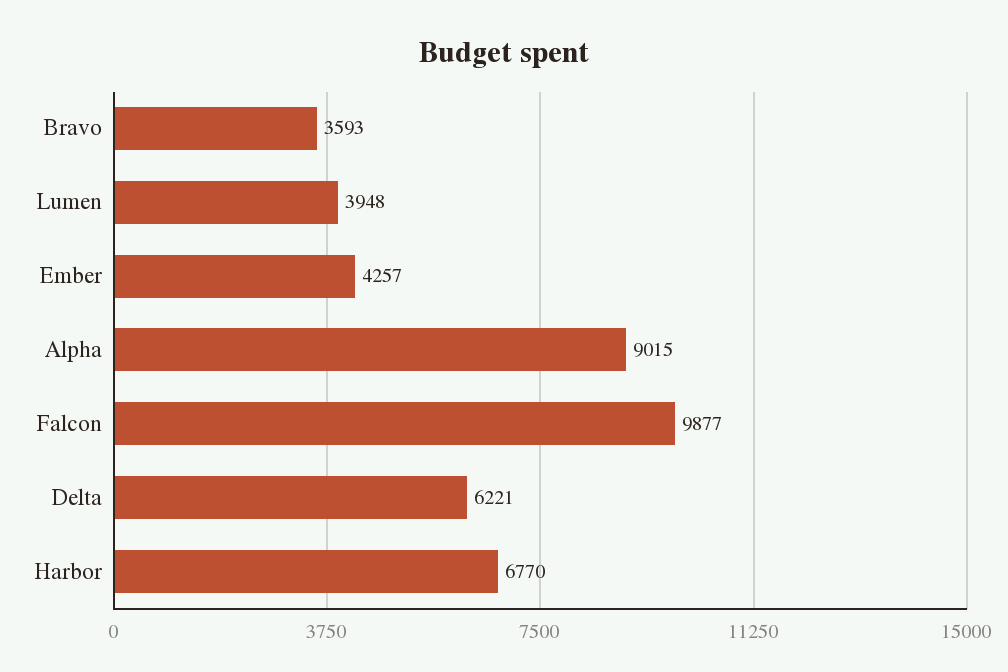 Budget spent
Bravo 3593
Lumen 3948
Ember 4257
Alpha 9015
Falcon 9877
Delta 6221
Harbor 6770
0 3750 7500 11250 15000